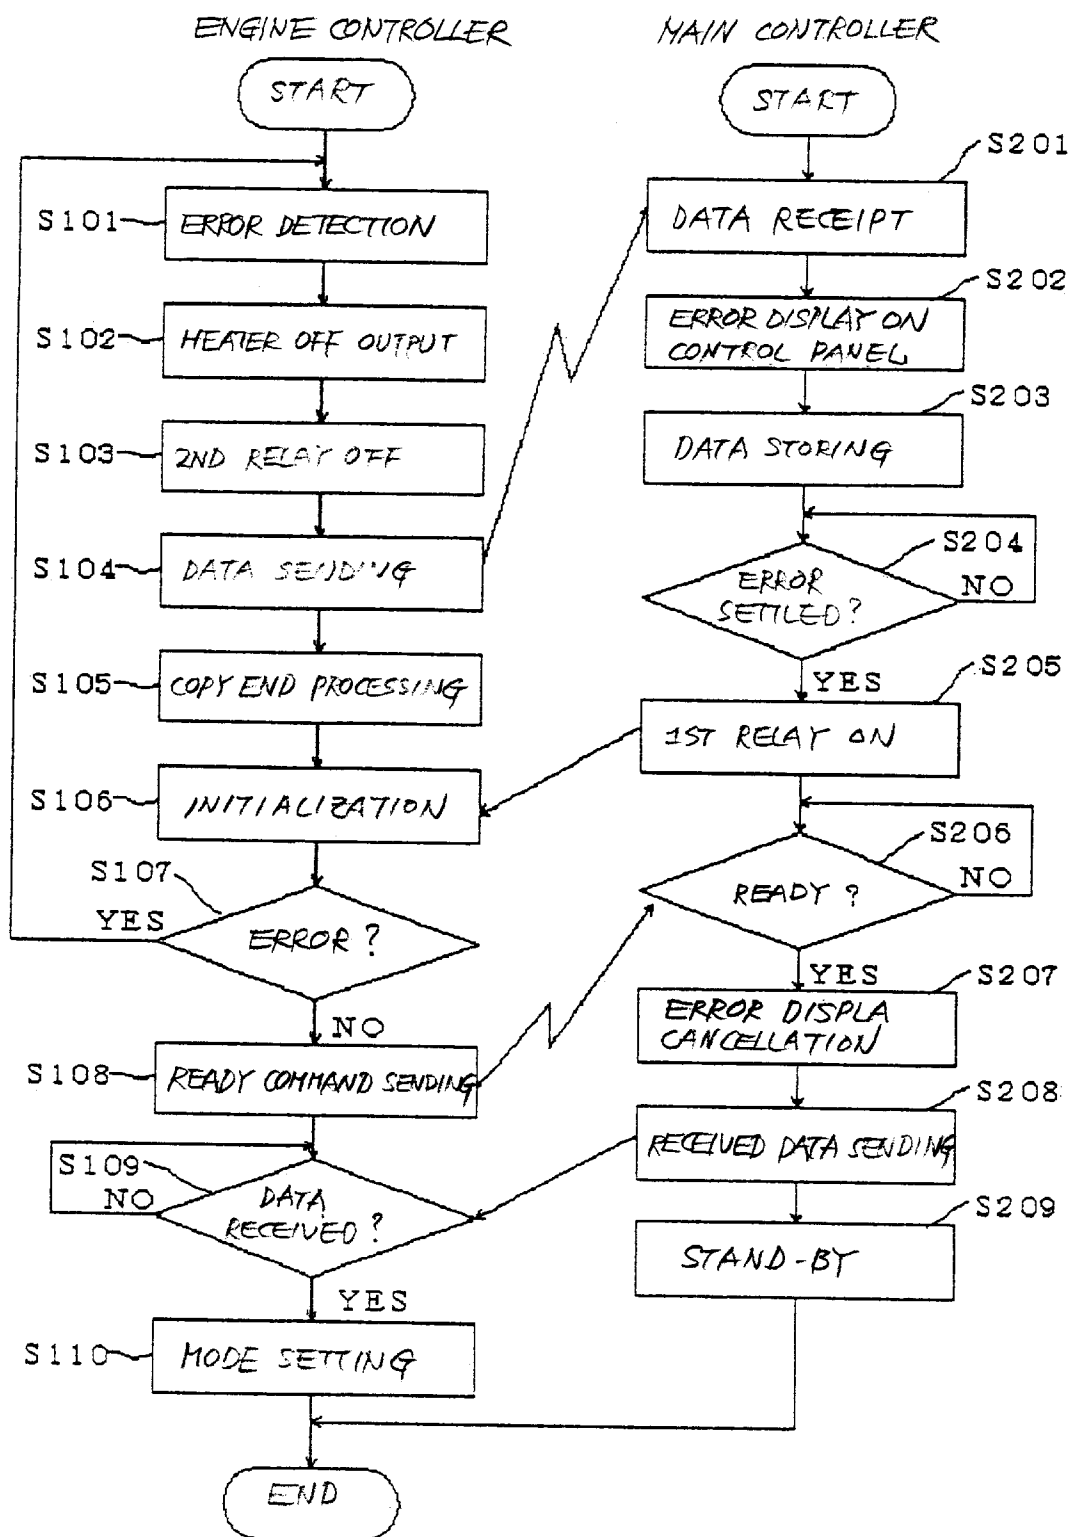 ENGINE CONTROLLER
START
S101
ERROR DETECTION
S102
HEATER OFF OUTPUT
S103
2ND RELAY OFF
S104
DATA SENDING
S105
COPY END PROCESSING
S106
INITIALIZATION
S107
YES
ERROR?
NO
S108
READY COMMAND SENDING
S109
NO
DATA
RECEIVED?
YES
S110
MODE SETTING
END
MAIN CONTROLLER
START
S201
DATA RECEIPT
S202
ERROR DISPLAY ON
CONTROL PANEL
S203
DATA STORING
S204
NO
ERROR
SETTLED?
YES
S205
1ST RELAY ON
S206
NO
READY?
YES
S207
ERROR DISPLA
CANCELLATION
S208
RECEIVED DATA SENDING
S209
STAND-BY